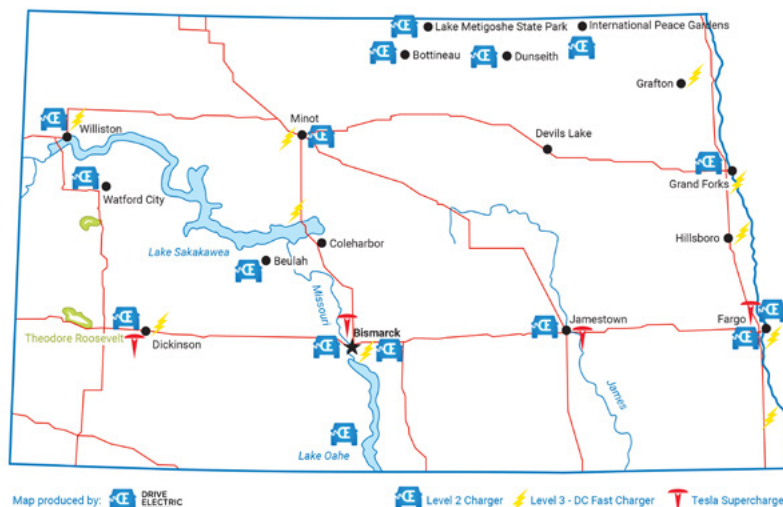 Lake Metigoshe State Park
International Peace Gardens
Bottineau
Dunseith
Grafton
Williston
Minot
Devils Lake
Grand Forks
Watford City
Hillsboro
Coleharbor
Lake Sakakawea
Beulah
Missouri
Theodore Roosevelt
Dickinson
Bismarck
Jamestown
Fargo
James
Lake Oahe
Map produced by: CE DRIVE
ELECTRIC
CE Level 2 Charger
Level 3 - DC Fast Charger
Tesla Supercharge